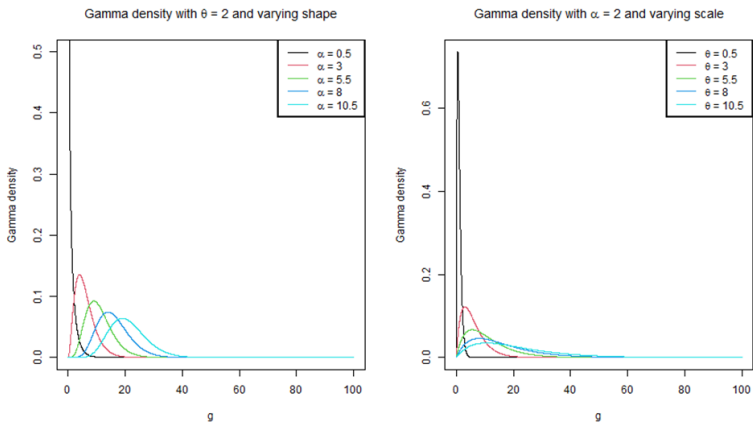 Gamma density with θ = 2 and varying shape
Gamma density
0.5
0.4
0.3
0.2
0.1
0.0
α = 0.5
α = 3
α = 5.5
α = 8
α = 10.5
0 20 40 60 80 100
g
Gamma density with α = 2 and varying scale
Gamma density
0.6
0.4
0.2
0.0
θ = 0.5
θ = 3
θ = 5.5
θ = 8
θ = 10.5
0 20 40 60 80 100
g